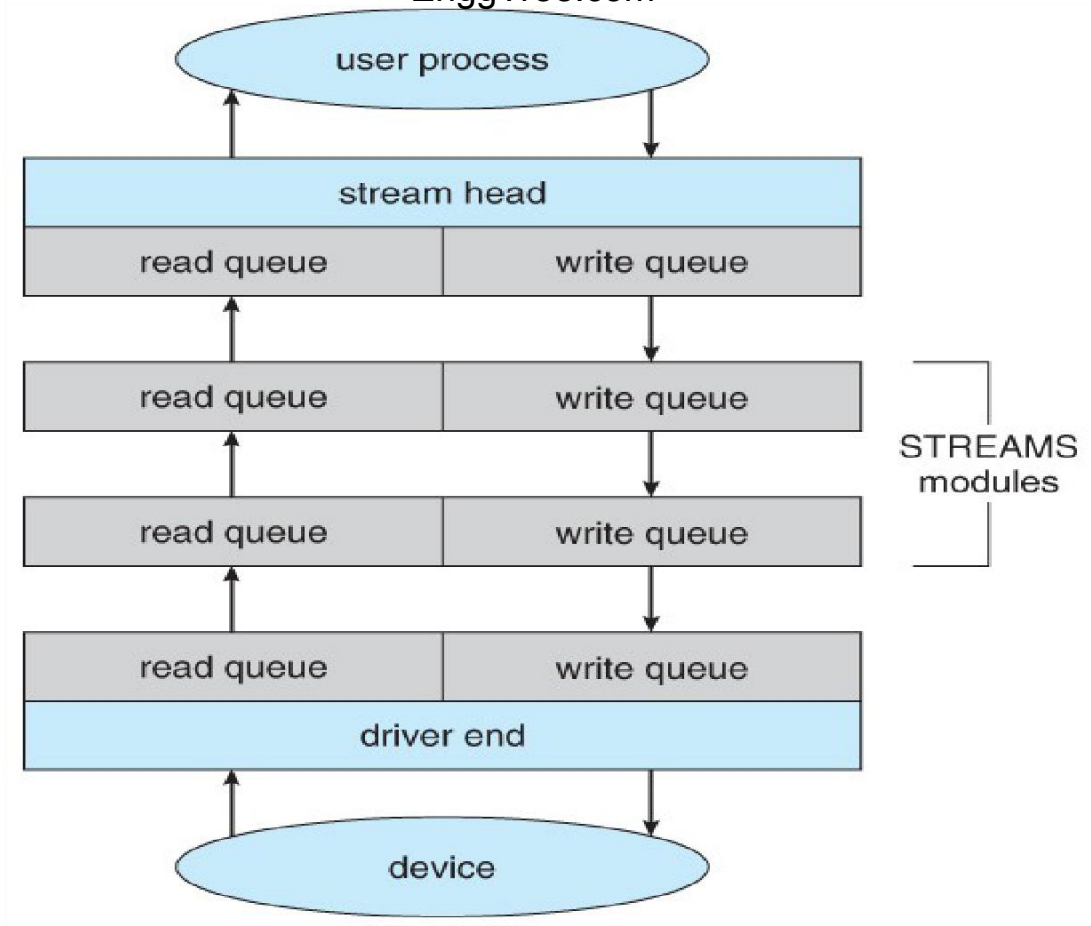 user process
stream head
read queue write queue
read queue write queue
STREAMS
modules
read queue write queue
read queue write queue
driver end
device